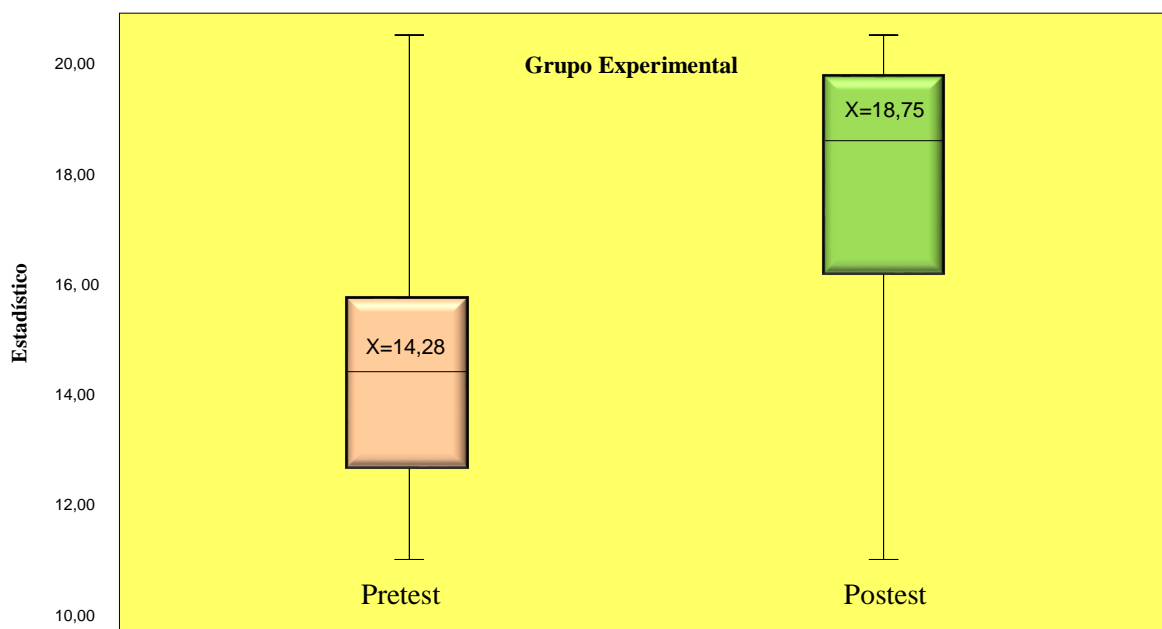 Grupo Experimental
Estadístico
20,00
18,00
16, 00
14,00
12,00
10,00
X=14,28
X=18,75
Pretest
Postest